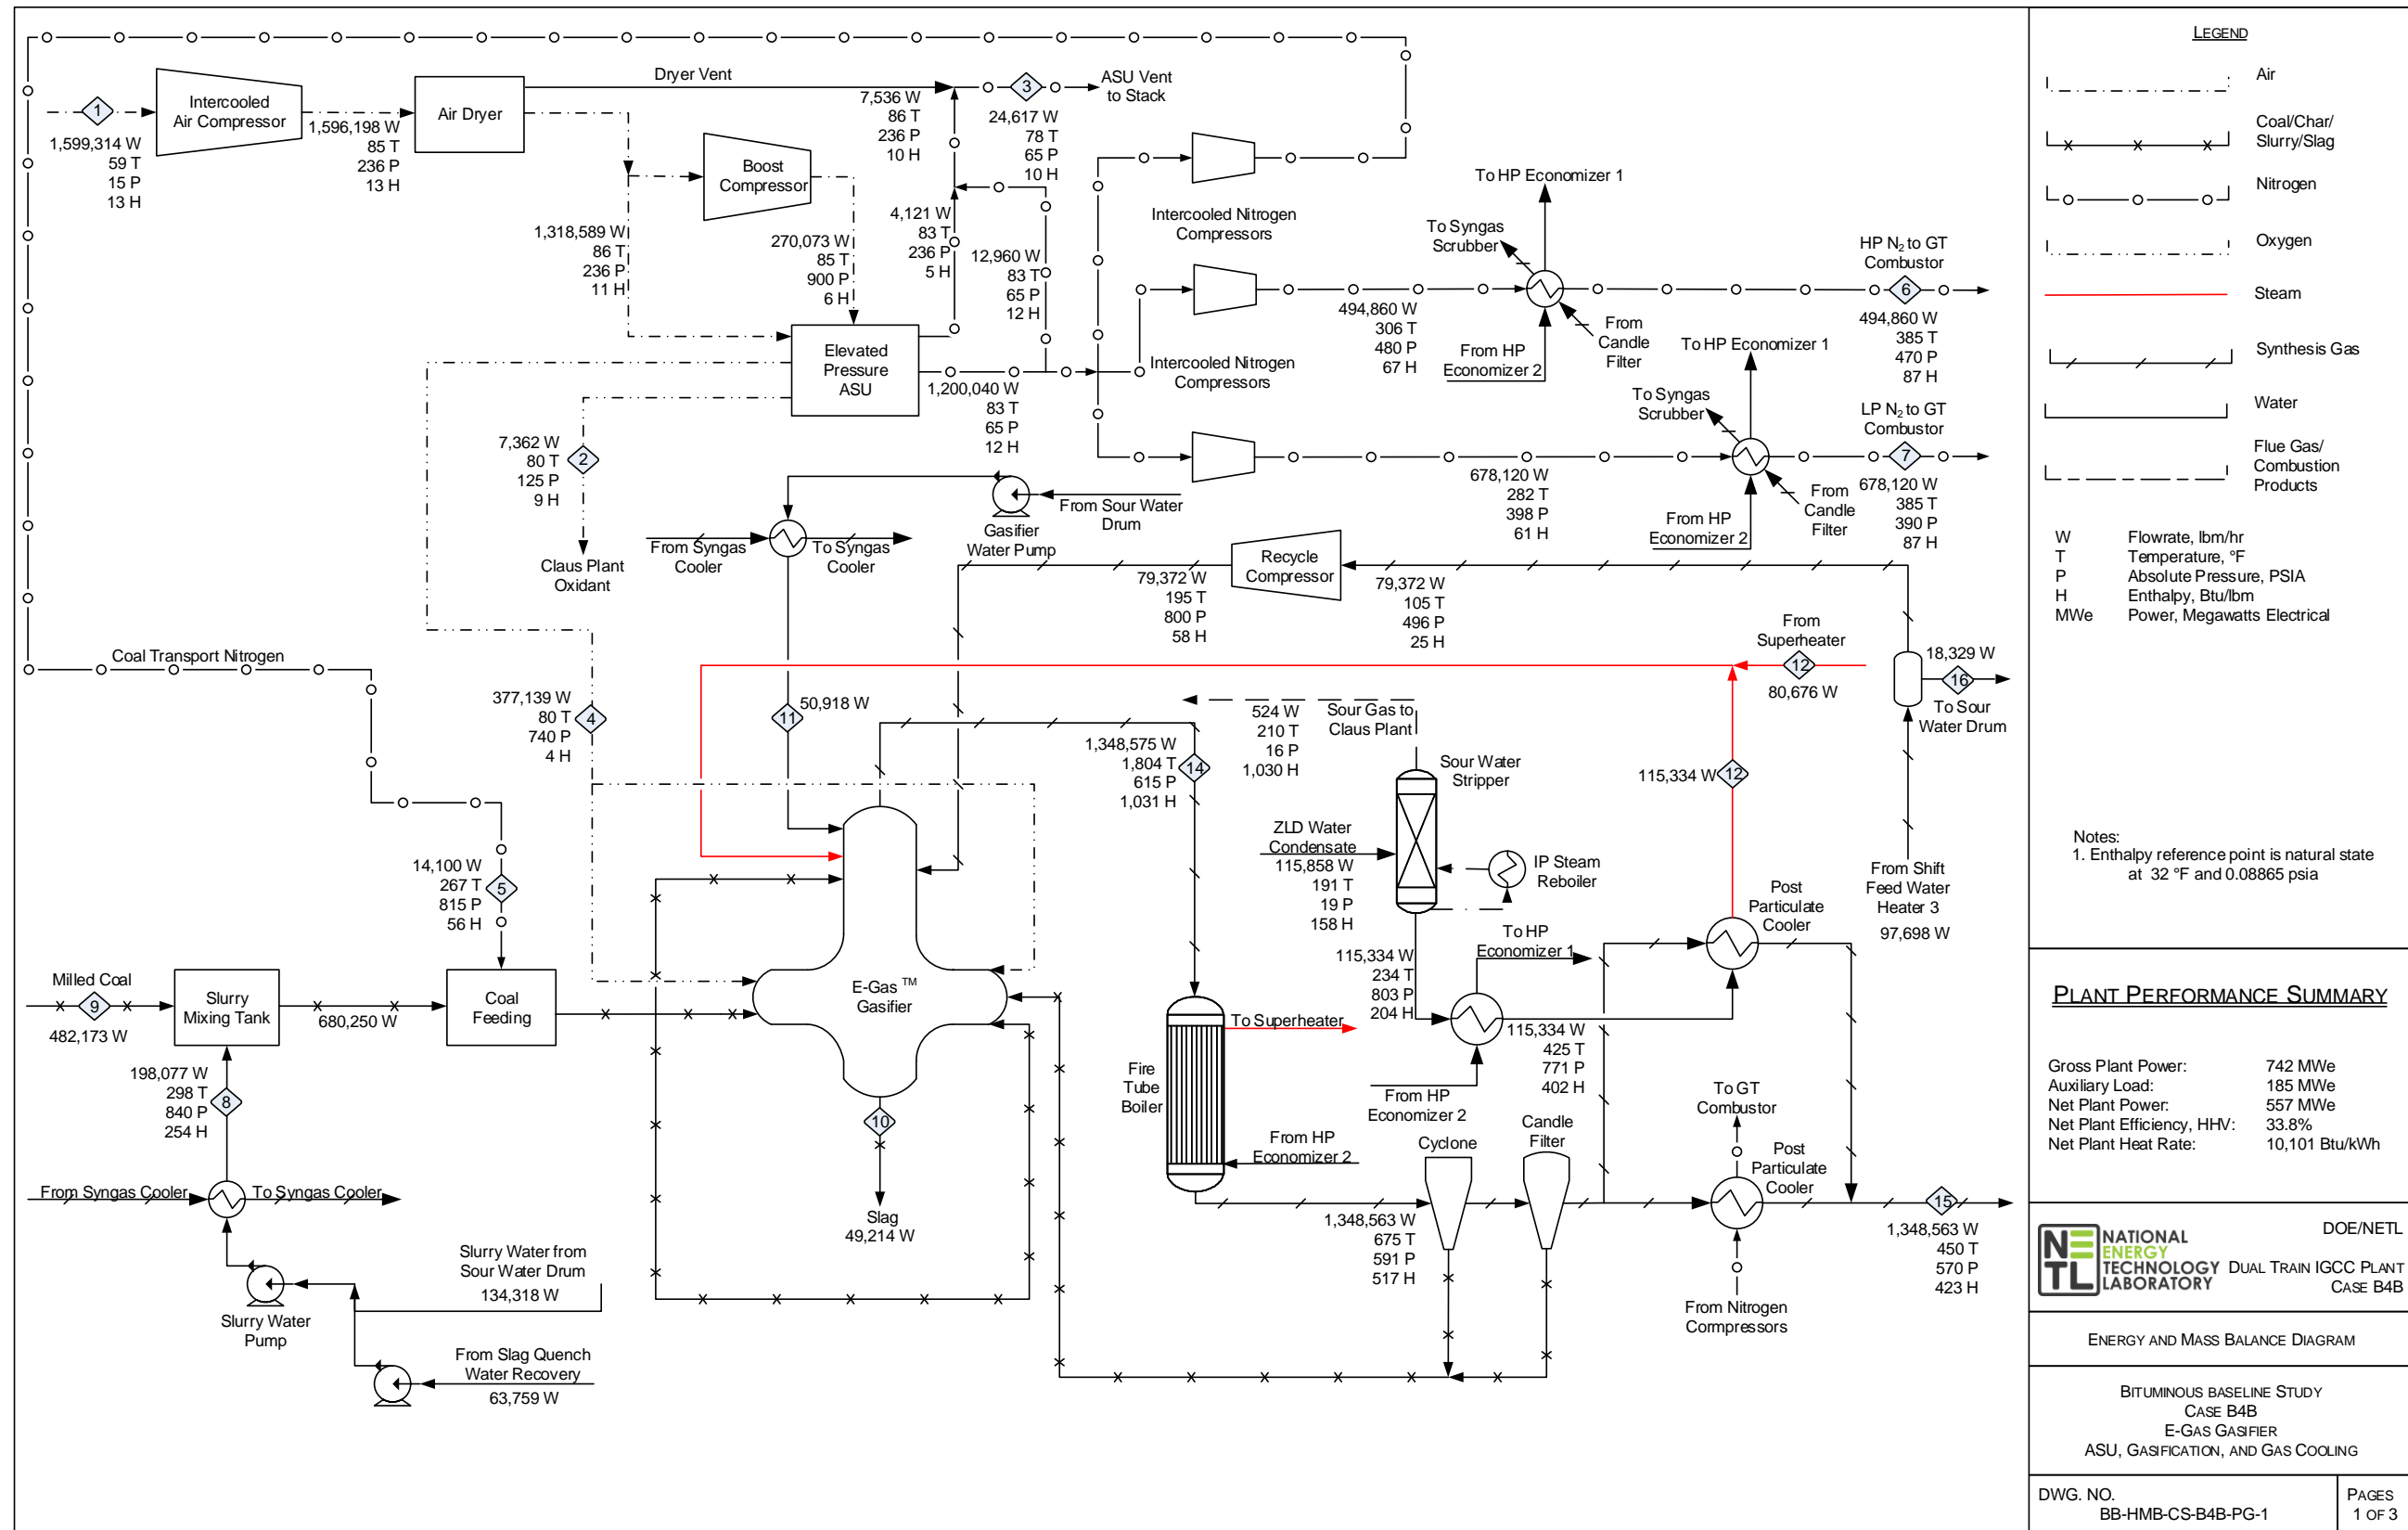 Dryer Vent
3
ASU Vent
to Stack
1
Intercooled
Air Compressor
Air Dryer
1,599,314 W
59 T
15 P
13 H
1,596,198 W
85 T
236 P
13 H
7,536 W
86 T
236 P
10 H
24,617 W
78 T
65 P
10 H
Boost
Compressor
1,318,589 W
86 T
236 P
11 H
270,073 W
85 T
900 P
6 H
4,121 W
83 T
236 P
5 H
12,960 W
83 T
65 P
12 H
Intercooled Nitrogen
Compressors
Intercooled Nitrogen
Compressors
Elevated
Pressure
ASU
1,200,040 W
83 T
65 P
12 H
To HP Economizer 1
To Syngas
Scrubber
494,860 W
306 T
480 P
67 H
From HP
Economizer 2
From
Candle
Filter
HP N2 to GT
Combustor
6
494,860 W
385 T
470 P
87 H
To HP Economizer 1
To Syngas
Scrubber
LP N2 to GT
Combustor
7
678,120 W
282 T
398 P
61 H
From HP
Economizer 2
From
Candle
Filter
678,120 W
385 T
390 P
87 H
7,362 W
80 T
125 P
9 H
2
Claus Plant
Oxidant
From Sour Water
Drum
Gasifier
Water Pump
From Syngas
Cooler
To Syngas
Cooler
Recycle
Compressor
79,372 W
195 T
800 P
58 H
79,372 W
105 T
496 P
25 H
From
Superheater
12
80,676 W
18,329 W
16
To Sour
Water Drum
Coal Transport Nitrogen
377,139 W
80 T
740 P
4 H
4
11
50,918 W
1,348,575 W
1,804 T
615 P
1,031 H
14
524 W
210 T
16 P
1,030 H
Sour Gas to
Claus Plant
Sour Water
Stripper
115,334 W
12
ZLD Water
Condensate
115,858 W
191 T
19 P
158 H
IP Steam
Reboiler
From Shift
Feed Water
Heater 3
97,698 W
Post
Particulate
Cooler
14,100 W
267 T
815 P
56 H
5
Milled Coal
9
482,173 W
Slurry
Mixing Tank
680,250 W
Coal
Feeding
E-Gas TM
Gasifier
115,334 W
234 T
803 P
204 H
To HP
Economizer 1
115,334 W
425 T
771 P
402 H
From HP
Economizer 2
To Superheater
Fire
Tube
Boiler
From HP
Economizer 2
198,077 W
298 T
840 P
254 H
8
10
Slag
49,214 W
From Syngas Cooler
To Syngas Cooler
Cyclone
Candle
Filter
To GT
Combustor
Post
Particulate
Cooler
15
1,348,563 W
675 T
591 P
517 H
1,348,563 W
450 T
570 P
423 H
From Nitrogen
Compressors
Slurry Water from
Sour Water Drum
134,318 W
Slurry Water
Pump
From Slag Quench
Water Recovery
63,759 W
LEGEND
Air
Coal/Char/
Slurry/Slag
Nitrogen
Oxygen
Steam
Synthesis Gas
Water
Flue Gas/
Combustion
Products
W Flowrate, lbm/hr
T Temperature, °F
P Absolute Pressure, PSIA
H Enthalpy, Btu/lbm
MWe Power, Megawatts Electrical
Notes:
1. Enthalpy reference point is natural state
at 32 °F and 0.08865 psia
PLANT PERFORMANCE SUMMARY
Gross Plant Power: 742 MWe
Auxiliary Load: 185 MWe
Net Plant Power: 557 MWe
Net Plant Efficiency, HHV: 33.8%
Net Plant Heat Rate: 10,101 Btu/kWh
NETL
NATIONAL
ENERGY
TECHNOLOGY
LABORATORY
DOE/NETL
DUAL TRAIN IGCC PLANT
CASE B4B
ENERGY AND MASS BALANCE DIAGRAM
BITUMINOUS BASELINE STUDY
CASE B4B
E-GAS GASIFIER
ASU, GASIFICATION, AND GAS COOLING
DWG. NO.
BB-HMB-CS-B4B-PG-1
PAGES
1 OF 3